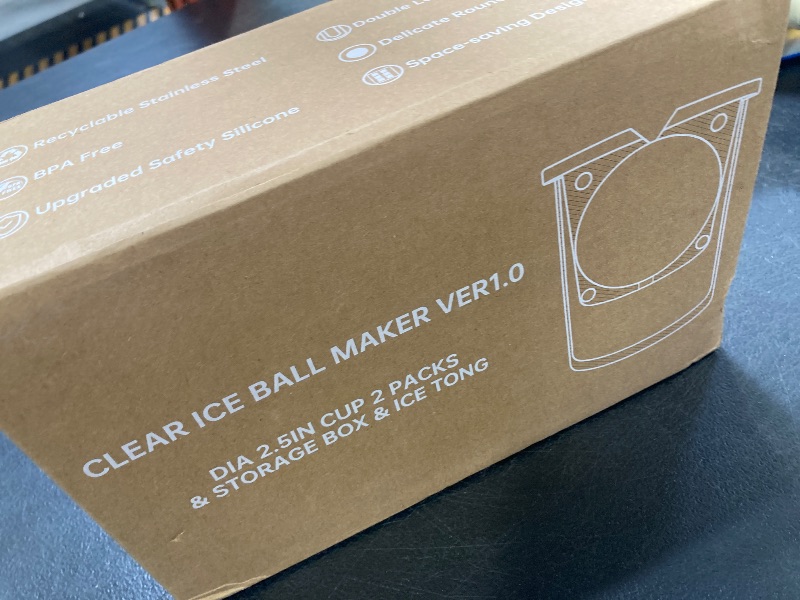 Recyclable Stainless Steel
BPA Free
Upgraded Safety Silicone
Double
Delicate Round
Space-saving Design
CLEAR ICE BALL MAKER VER1.0
DIA 2.5IN CUP 2 PACKS
& STORAGE BOX & ICE TONG